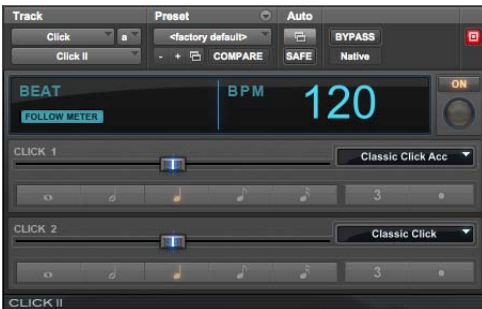 Track Preset Auto
Click a <factory default>
Click II - + COMPARE SAFE Native
BYPASS
BEAT BPM 120 ON
FOLLOW METER
CLICK 1 Classic Click Acc
3
CLICK 2 Classic Click
3
CLICK II